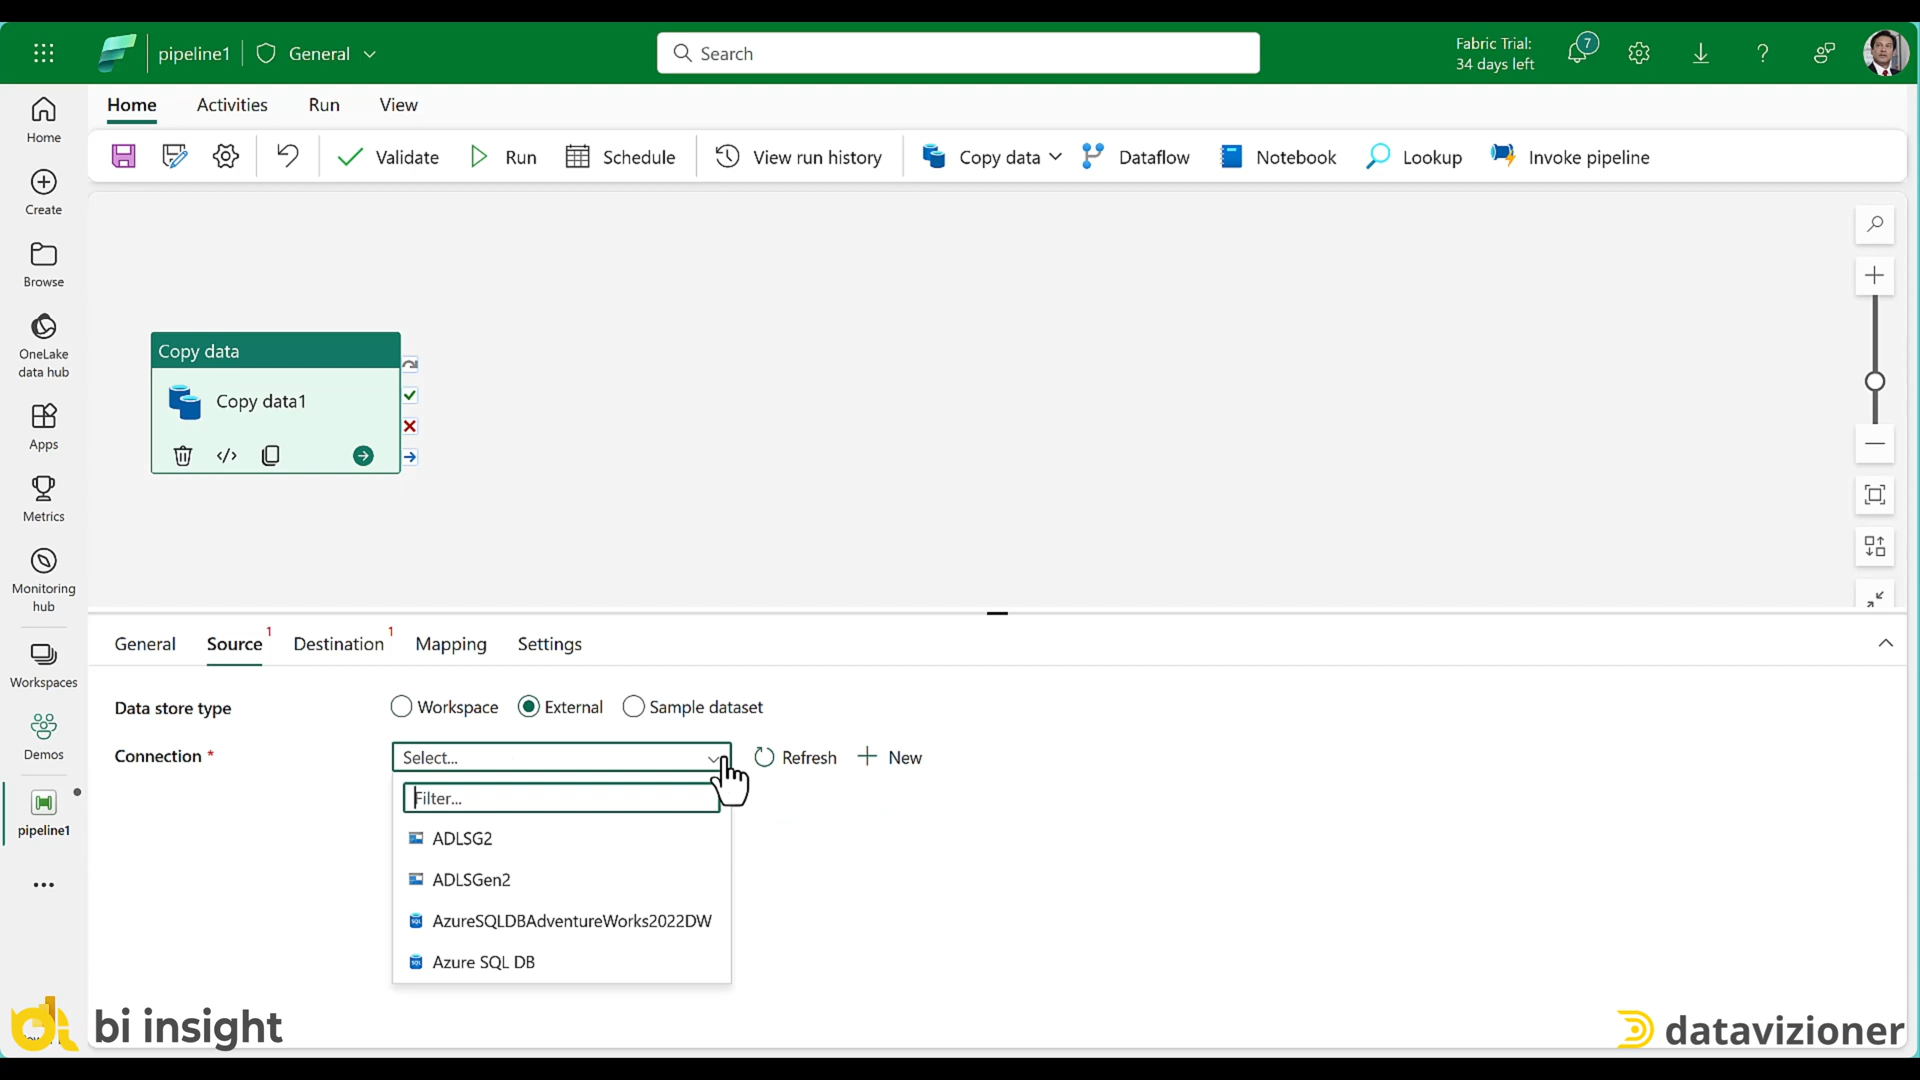 pipeline1
General
Search
Fabric Trial:
34 days left
7
Home
Activities
Run
View
Validate
Run
Schedule
View run history
Copy data
Dataflow
Notebook
Lookup
Invoke pipeline
Home
Create
Browse
OneLake
data hub
Apps
Metrics
Monitoring
hub
Workspaces
Demos
pipeline1
Copy data
Copy data1
General
Source 1
Destination 1
Mapping
Settings
Data store type
Workspace
External
Sample dataset
Connection *
Select...
Refresh
New
Filter...
ADLSG2
ADLSGen2
AzureSQLDBAdventureWorks2022DW
Azure SQL DB
bi insight
datavizioner